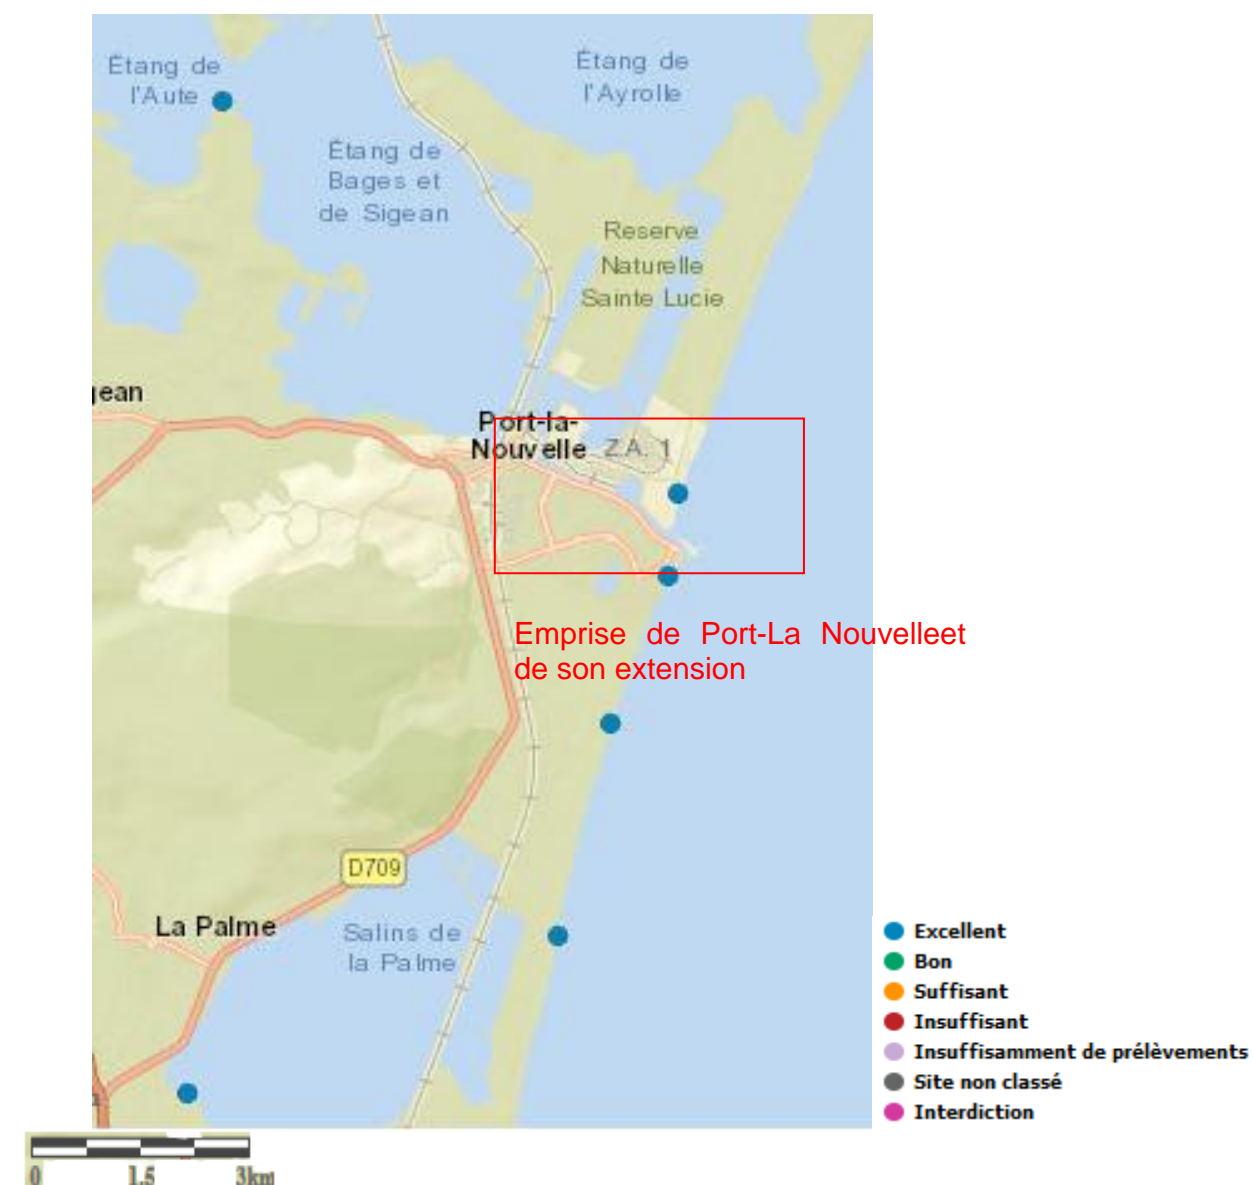 Étang de
l'Aute
Étang de
l'Ayrolle
Étang de
Bages et
de Sigean
Reserve
Naturelle
Sainte Lucie
jean
Port-la-
Nouvelle
Z.A. 1
Emprise de Port-La Nouvelleet
de son extension
D709
La Palme
Salins de
la Palme
Excellent
Bon
Suffisant
Insuffisant
Insuffisamment de prélèvements
Site non classé
Interdiction
0 1.5 3km